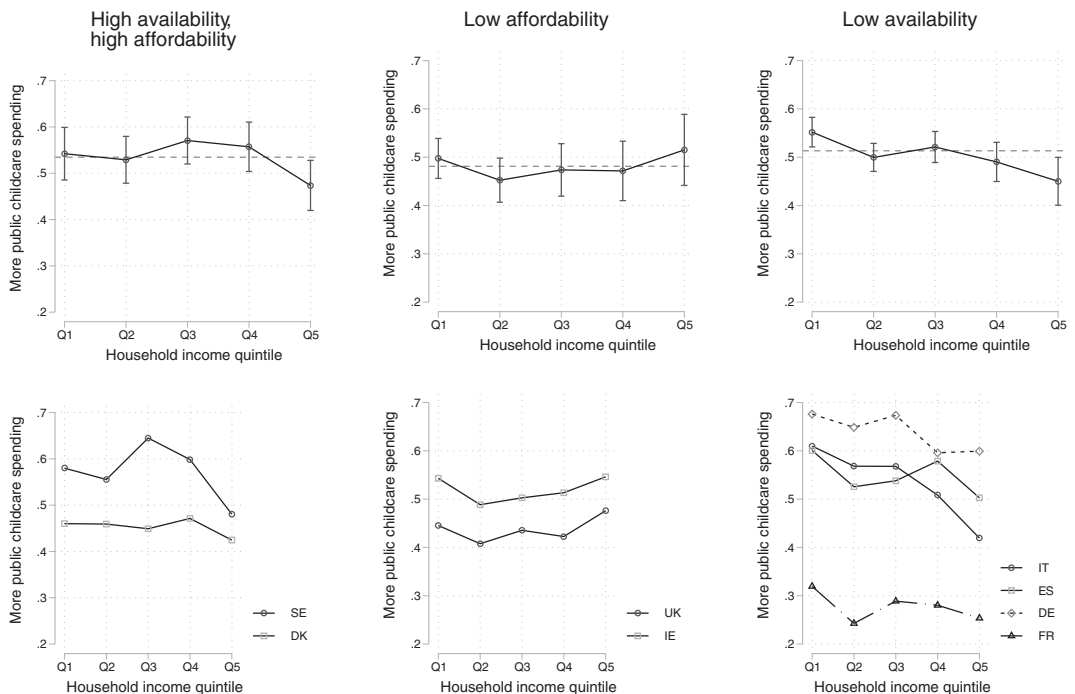 High availability,
high affordability
Low affordability
Low availability
More public childcare spending
.7
.6
.5
.4
.3
.2
Q1 Q2 Q3 Q4 Q5
Household income quintile
More public childcare spending
.7
.6
.5
.4
.3
.2
Q1 Q2 Q3 Q4 Q5
Household income quintile
More public childcare spending
.7
.6
.5
.4
.3
.2
Q1 Q2 Q3 Q4 Q5
Household income quintile
More public childcare spending
.7
.6
.5
.4
.3
.2
SE
DK
Q1 Q2 Q3 Q4 Q5
Household income quintile
More public childcare spending
.7
.6
.5
.4
.3
.2
UK
IE
Q1 Q2 Q3 Q4 Q5
Household income quintile
More public childcare spending
.7
.6
.5
.4
.3
.2
IT
ES
DE
FR
Q1 Q2 Q3 Q4 Q5
Household income quintile